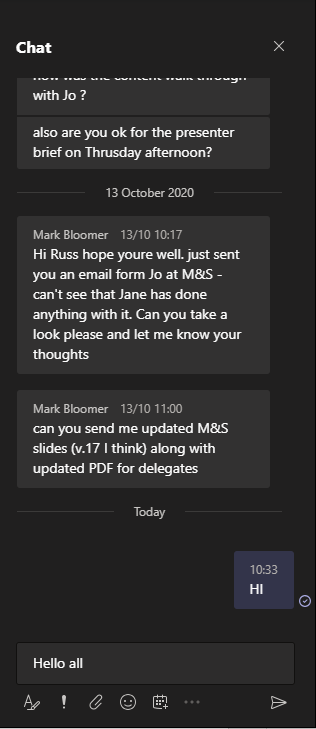 Chat
how was the content walk through
with Jo ?
also are you ok for the presenter
brief on Thrusday afternoon?
13 October 2020
Mark Bloomer 13/10 10:17
Hi Russ hope youre well. just sent
you an email form Jo at M&S -
can't see that Jane has done
anything with it. Can you take a
look please and let me know your
thoughts
Mark Bloomer 13/10 11:00
can you send me updated M&S
slides (v.17 I think) along with
updated PDF for delegates
Today
10:33
HI
Hello all